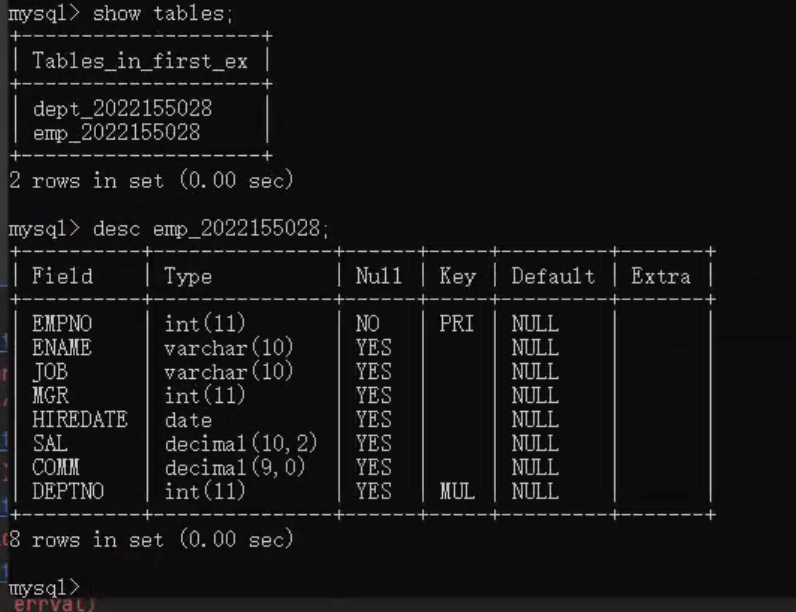 mysql> show tables;
+--------------------+
| Tables_in_first_ex |
+--------------------+
| dept_2022155028    |
| emp_2022155028     |
+--------------------+
2 rows in set (0.00 sec)
mysql> desc emp_2022155028;
+----------+---------------+------+-----+---------+-------+
| Field    | Type          | Null | Key | Default | Extra |
+----------+---------------+------+-----+---------+-------+
| EMPNO    | int(11)       | NO   | PRI | NULL    |       |
| ENAME    | varchar(10)   | YES  |     | NULL    |       |
| JOB      | varchar(10)   | YES  |     | NULL    |       |
| MGR      | int(11)       | YES  |     | NULL    |       |
| HIREDATE | date          | YES  |     | NULL    |       |
| SAL      | decimal(10,2) | YES  |     | NULL    |       |
| COMM     | decimal(9,0)  | YES  |     | NULL    |       |
| DEPTNO   | int(11)       | YES  | MUL | NULL    |       |
+----------+---------------+------+-----+---------+-------+
8 rows in set (0.00 sec)
mysql>